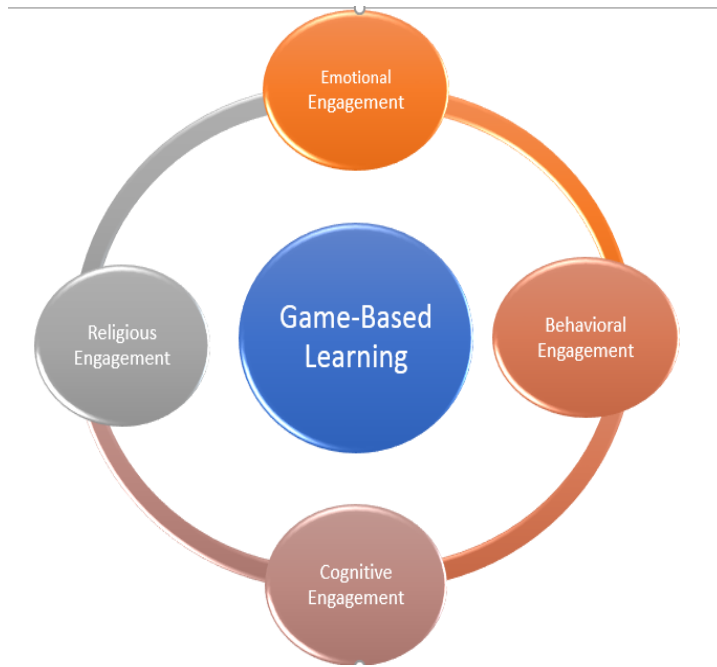 Emotional
Engagement
Game-Based
Learning
Religious
Engagement
Behavioral
Engagement
Cognitive
Engagement